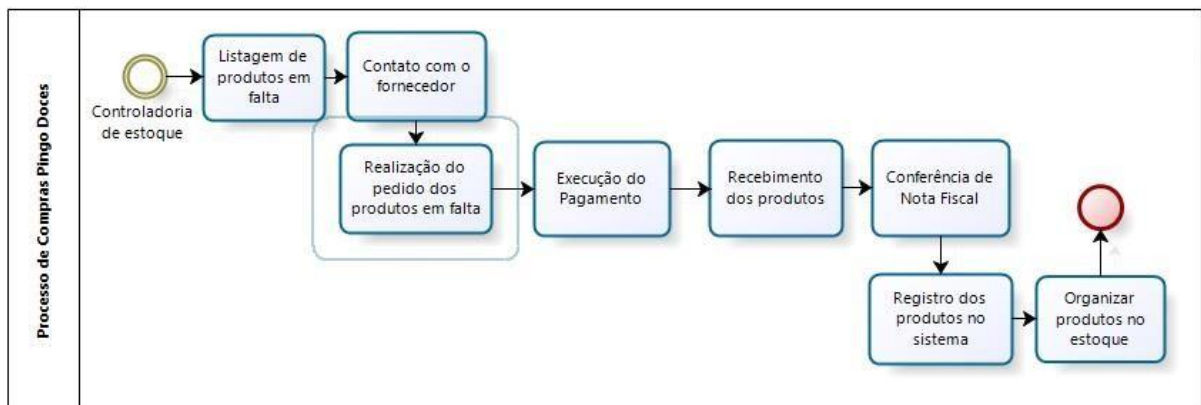 Processo de Compras Pingo Doces
Controladoria
de estoque
Listagem de
produtos em
falta
Contato com o
fornecedor
Realização do
pedido dos
produtos em falta
Execução do
Pagamento
Recebimento
dos produtos
Conferência de
Nota Fiscal
Registro dos
produtos no
sistema
Organizar
produtos no
estoque